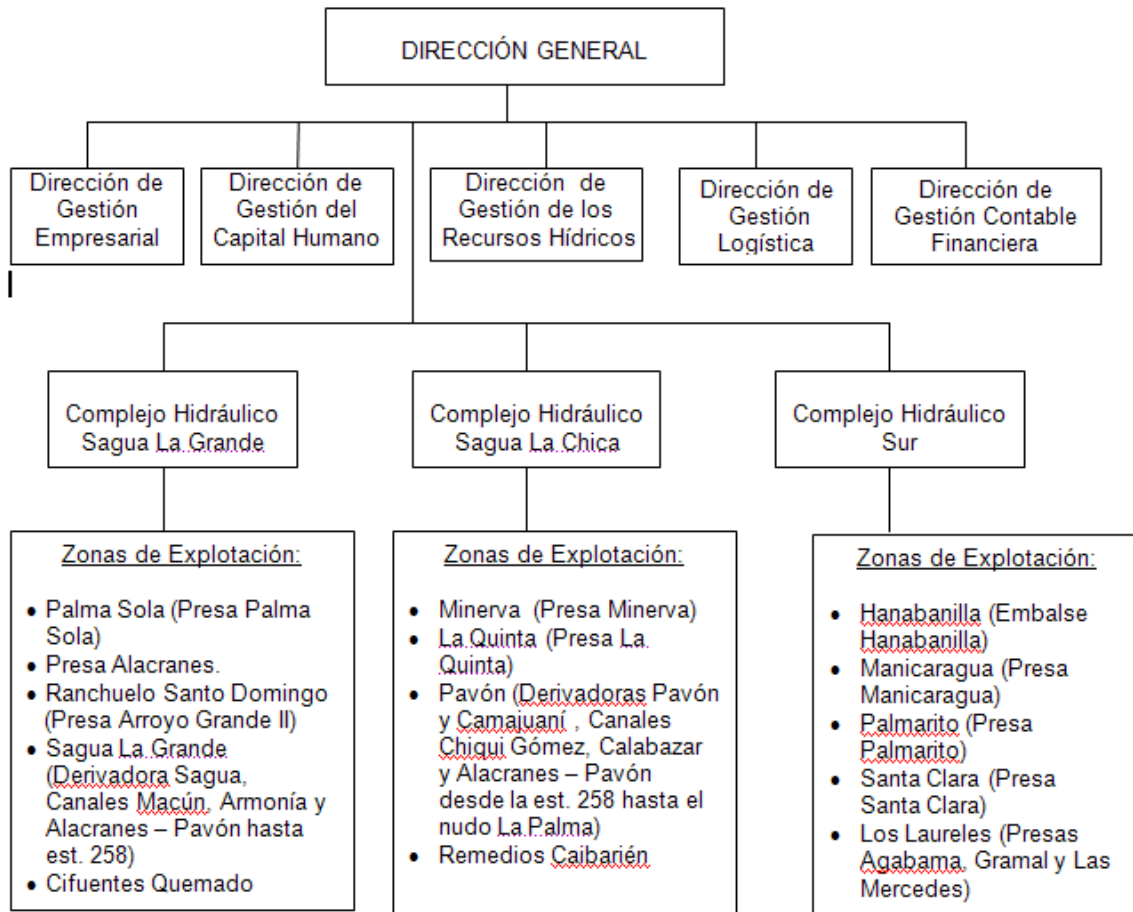 DIRECCIÓN GENERAL
Dirección de
Gestión
Empresarial
Dirección de
Gestión del
Capital Humano
Dirección de
Gestión de los
Recursos Hídricos
Dirección de
Gestión
Logística
Dirección de
Gestión Contable
Financiera
Complejo Hidráulico
Sagua La Grande
Complejo Hidráulico
Sagua La Chica
Complejo Hidráulico
Sur
Zonas de Explotación:
• Palma Sola (Presa Palma
Sola)
• Presa Alacranes.
• Ranchuelo Santo Domingo
(Presa Arroyo Grande II)
• Sagua La Grande
(Derivadora Sagua,
Canales Macún, Armonía y
Alacranes – Pavón hasta
est. 258)
• Cifuentes Quemado
Zonas de Explotación:
• Minerva (Presa Minerva)
• La Quinta (Presa La
Quinta)
• Pavón (Derivadoras Pavón
y Camajuaní , Canales
Chiqui Gómez, Calabazar
y Alacranes – Pavón
desde la est. 258 hasta el
nudo La Palma)
• Remedios Caibarién
Zonas de Explotación:
• Hanabanilla (Embalse
Hanabanilla)
• Manicaragua (Presa
Manicaragua)
• Palmarito (Presa
Palmarito)
• Santa Clara (Presa
Santa Clara)
• Los Laureles (Presas
Agabama, Gramal y Las
Mercedes)